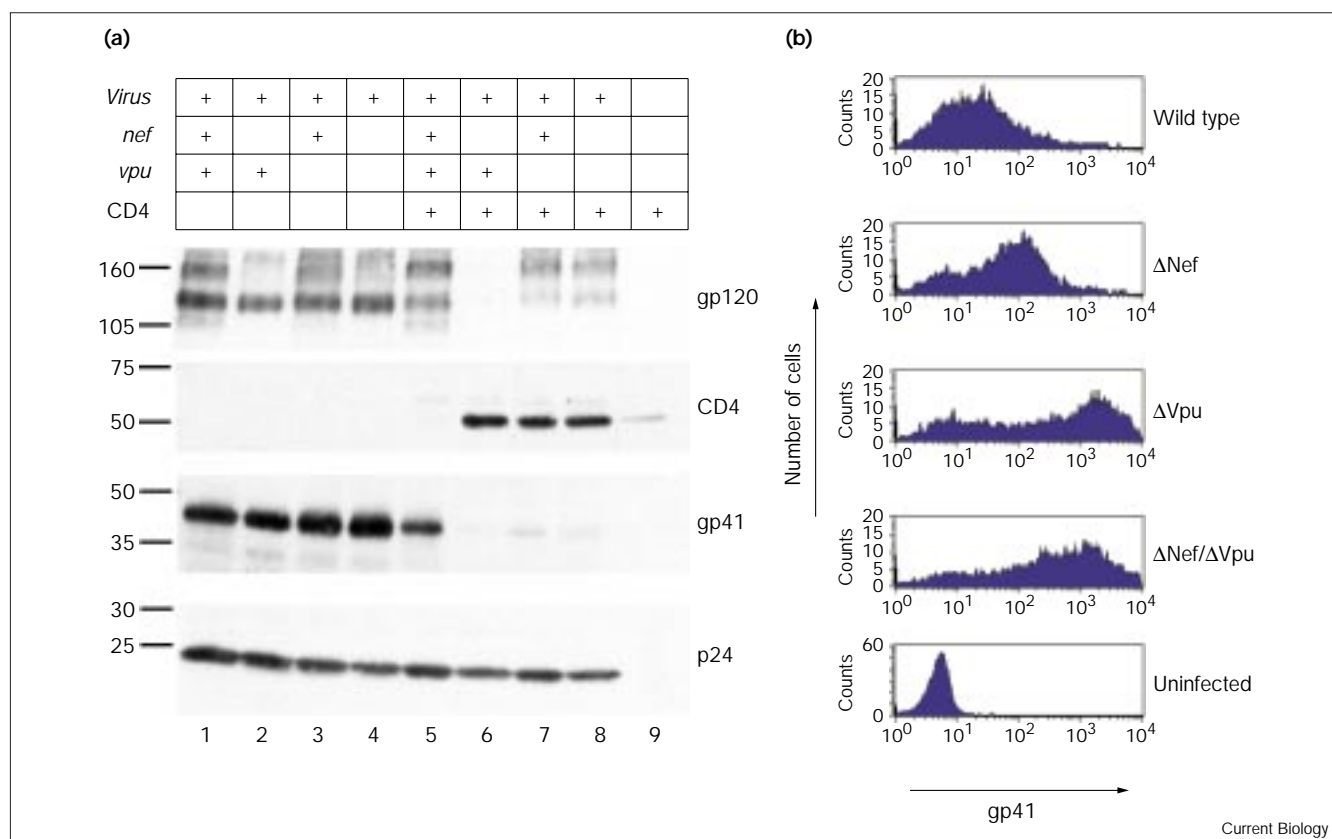 (a)
Virus + + + + + + + +
nef + + + +
vpu + + + +
CD4 + + + + +
160
105
gp120
75
50
CD4
50
35
gp41
30
25
p24
1 2 3 4 5 6 7 8 9
(b)
Number of cells
20
15
10
5
0
Counts
10⁰ 10¹ 10² 10³ 10⁴
Wild type
20
15
10
5
0
Counts
10⁰ 10¹ 10² 10³ 10⁴
ΔNef
20
15
10
5
0
Counts
10⁰ 10¹ 10² 10³ 10⁴
ΔVpu
20
15
10
5
0
Counts
10⁰ 10¹ 10² 10³ 10⁴
ΔNef/ΔVpu
60
0
Counts
10⁰ 10¹ 10² 10³ 10⁴
Uninfected
gp41
Current Biology